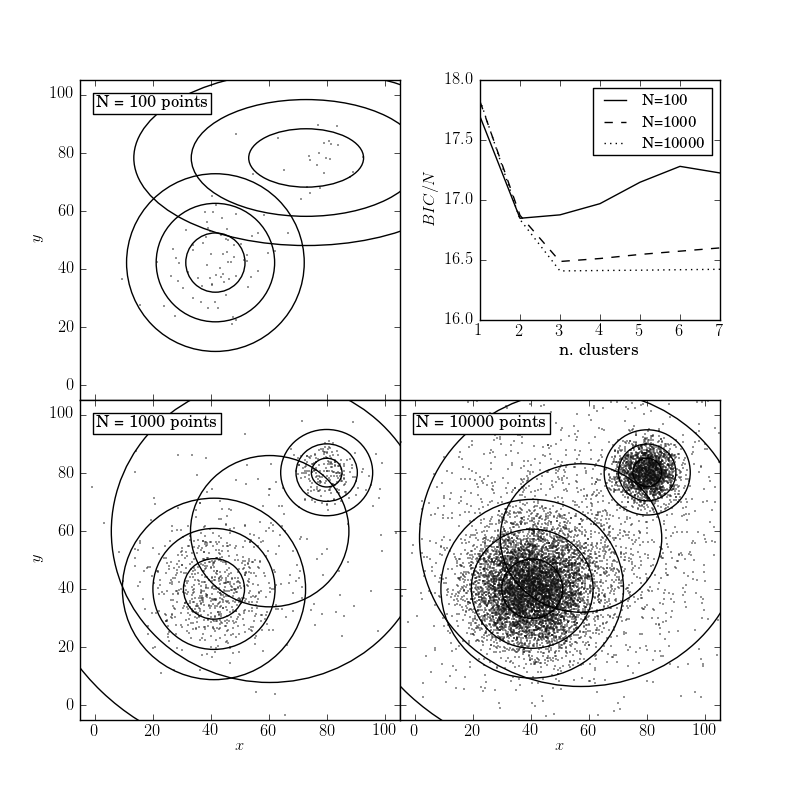 N = 100 points
100
80
60
40
20
0
y
18.0
17.5
17.0
16.5
16.0
BIC/N
N=100
N=1000
N=10000
1 2 3 4 5 6 7
n. clusters
N = 1000 points
100
80
60
40
20
0
y
0 20 40 60 80 100
x
N = 10000 points
0 20 40 60 80 100
x